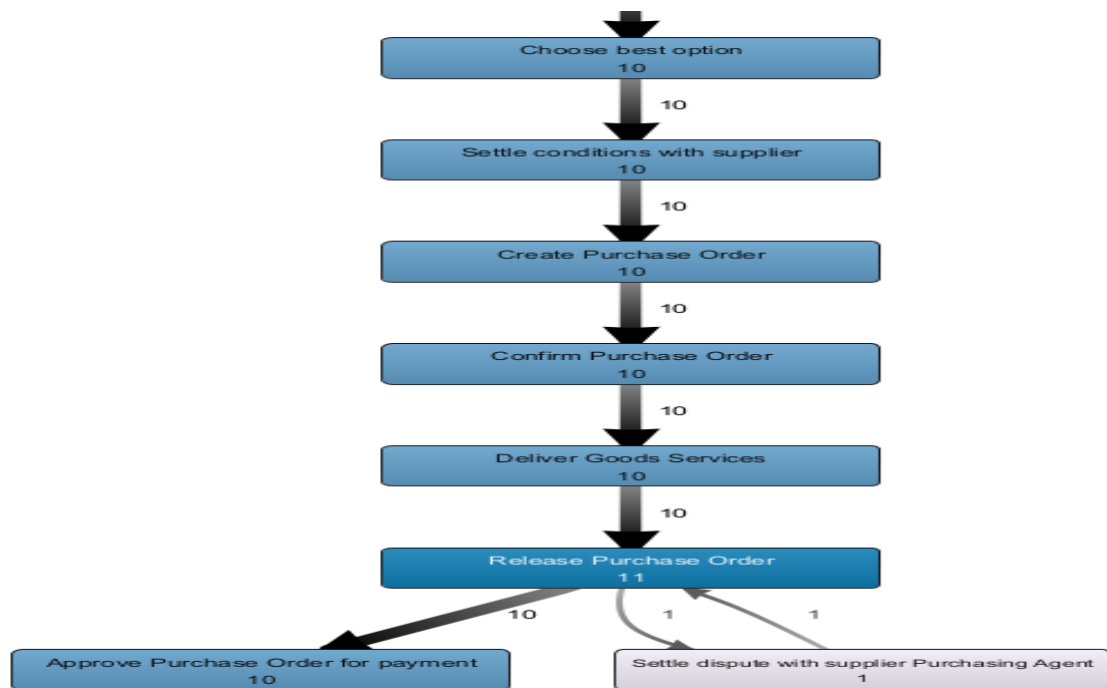 Choose best option
10
10
Settle conditions with supplier
10
10
Create Purchase Order
10
10
Confirm Purchase Order
10
10
Deliver Goods Services
10
10
Release Purchase Order
11
10
1
1
Approve Purchase Order for payment
10
Settle dispute with supplier Purchasing Agent
1